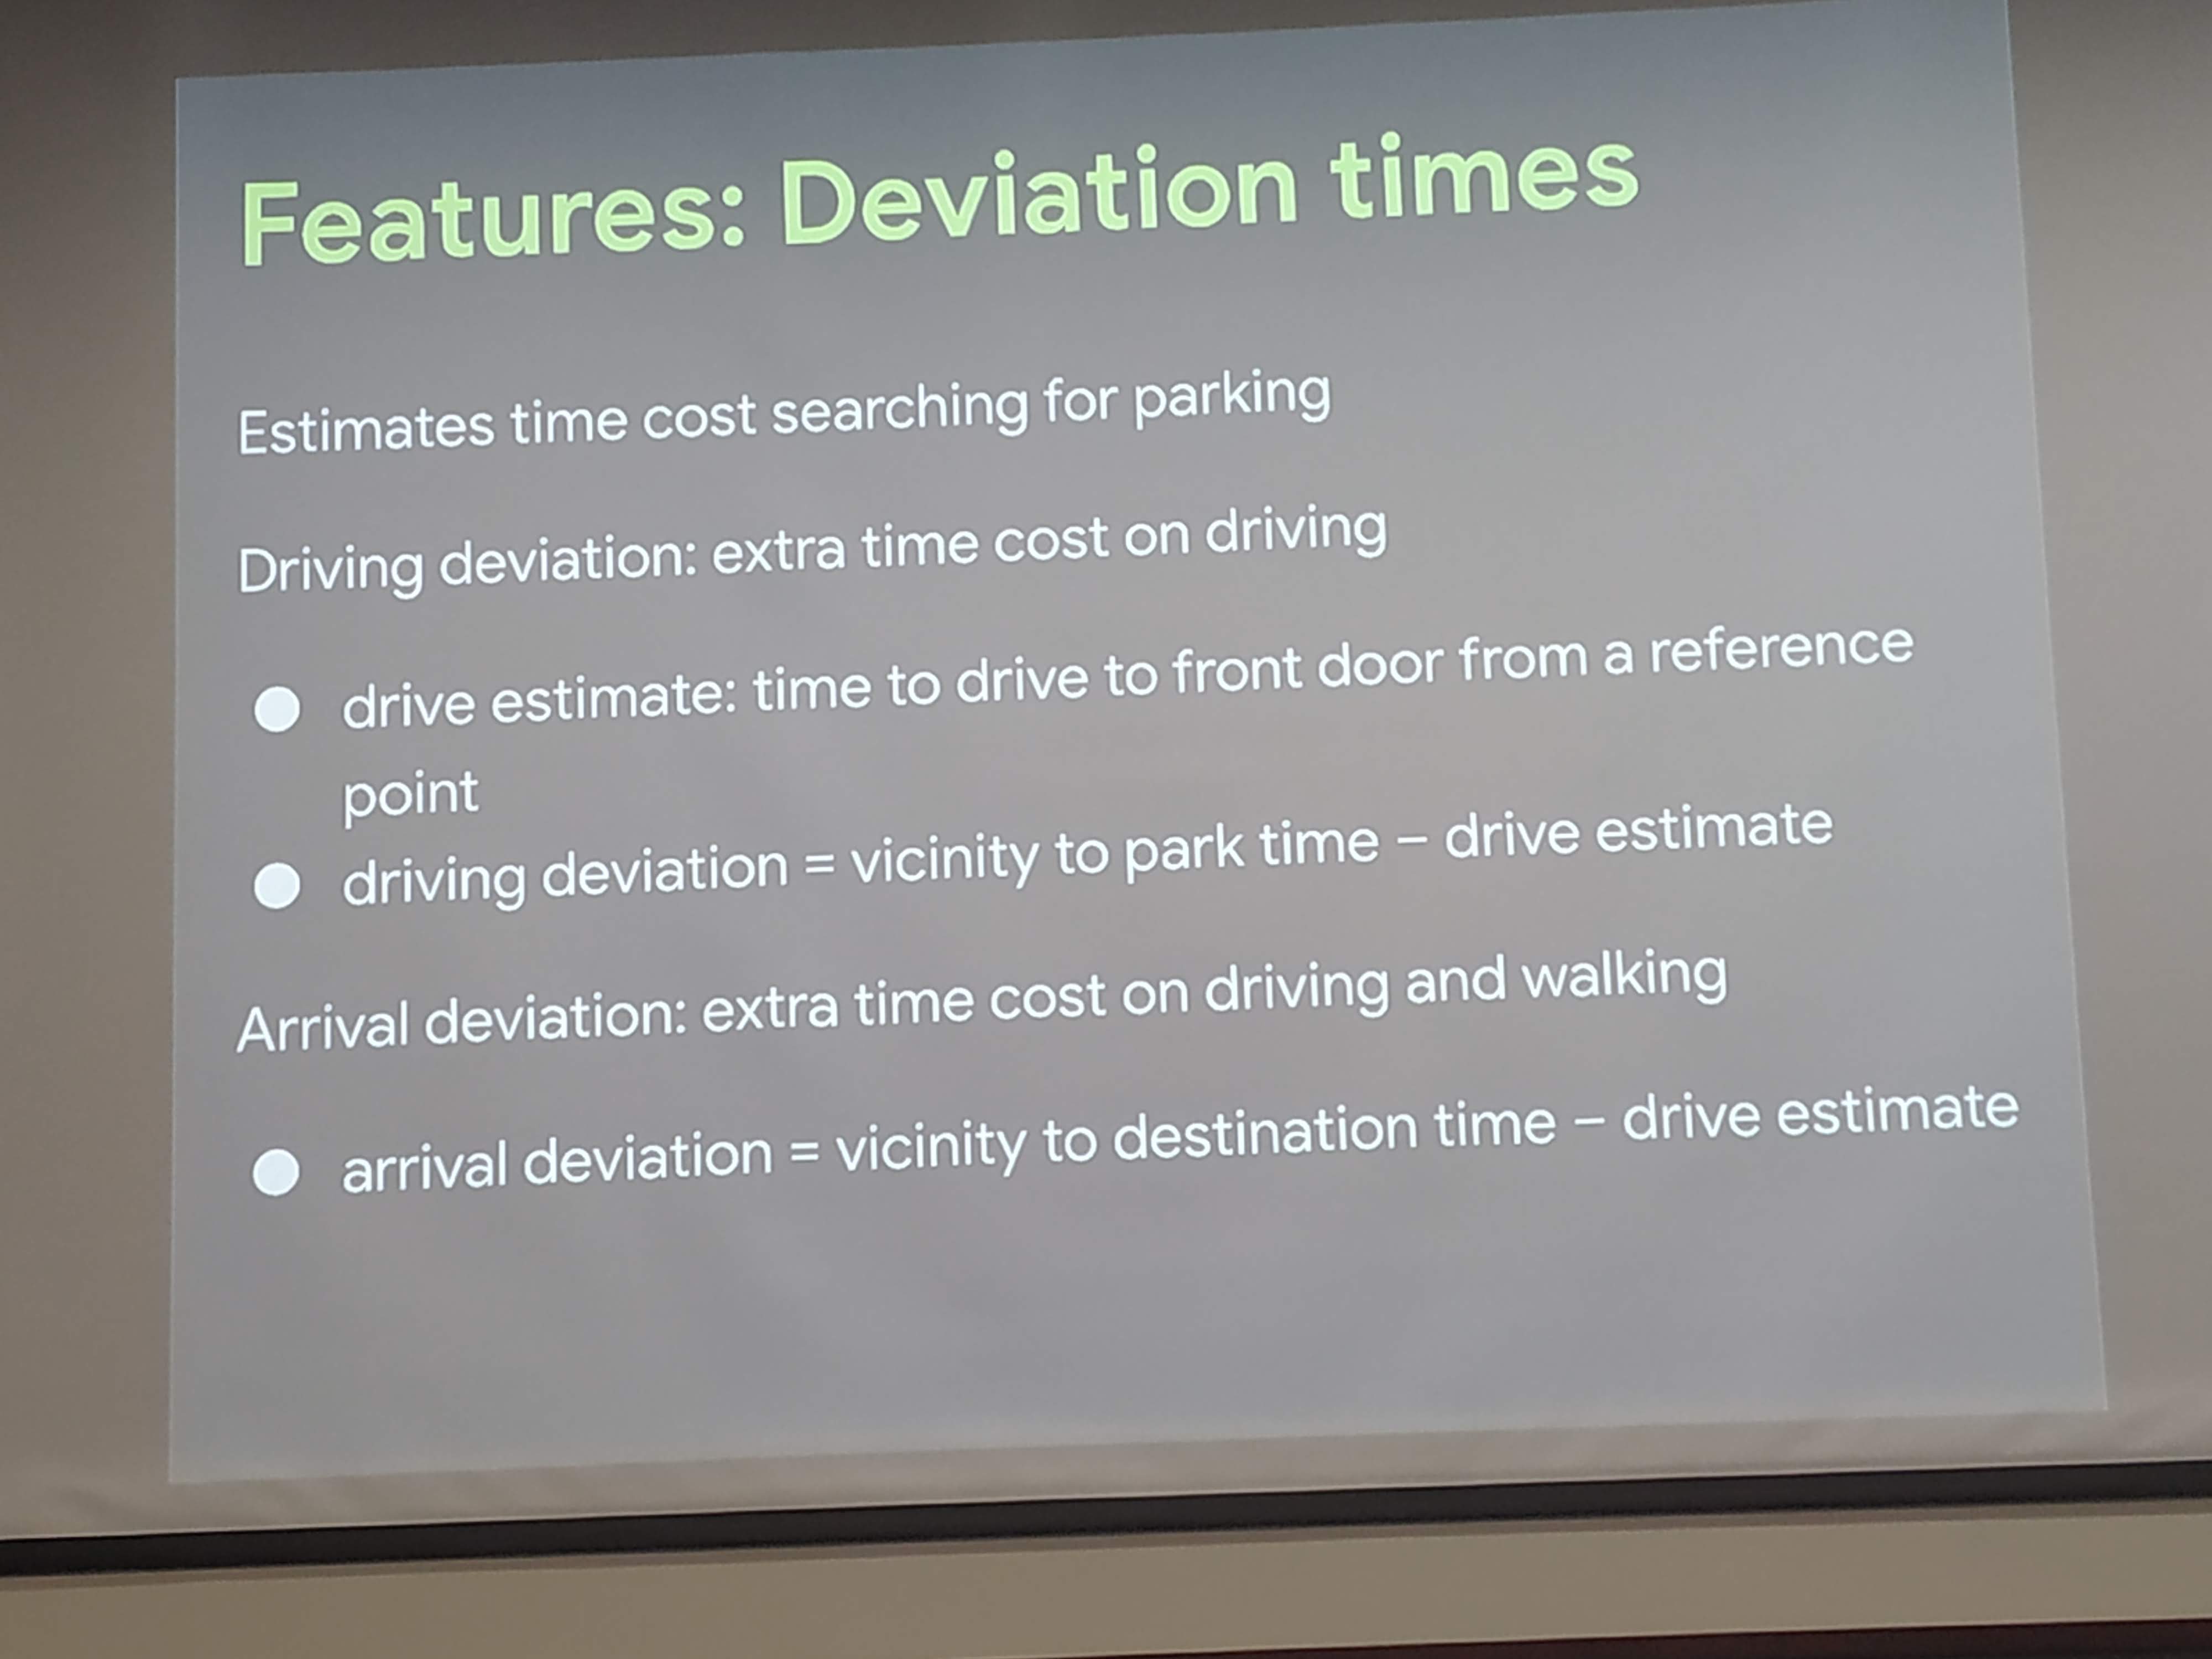 Features: Deviation times
Estimates time cost searching for parking
Driving deviation: extra time cost on driving
● drive estimate: time to drive to front door from a reference
point
● driving deviation = vicinity to park time – drive estimate
Arrival deviation: extra time cost on driving and walking
● arrival deviation = vicinity to destination time – drive estimate